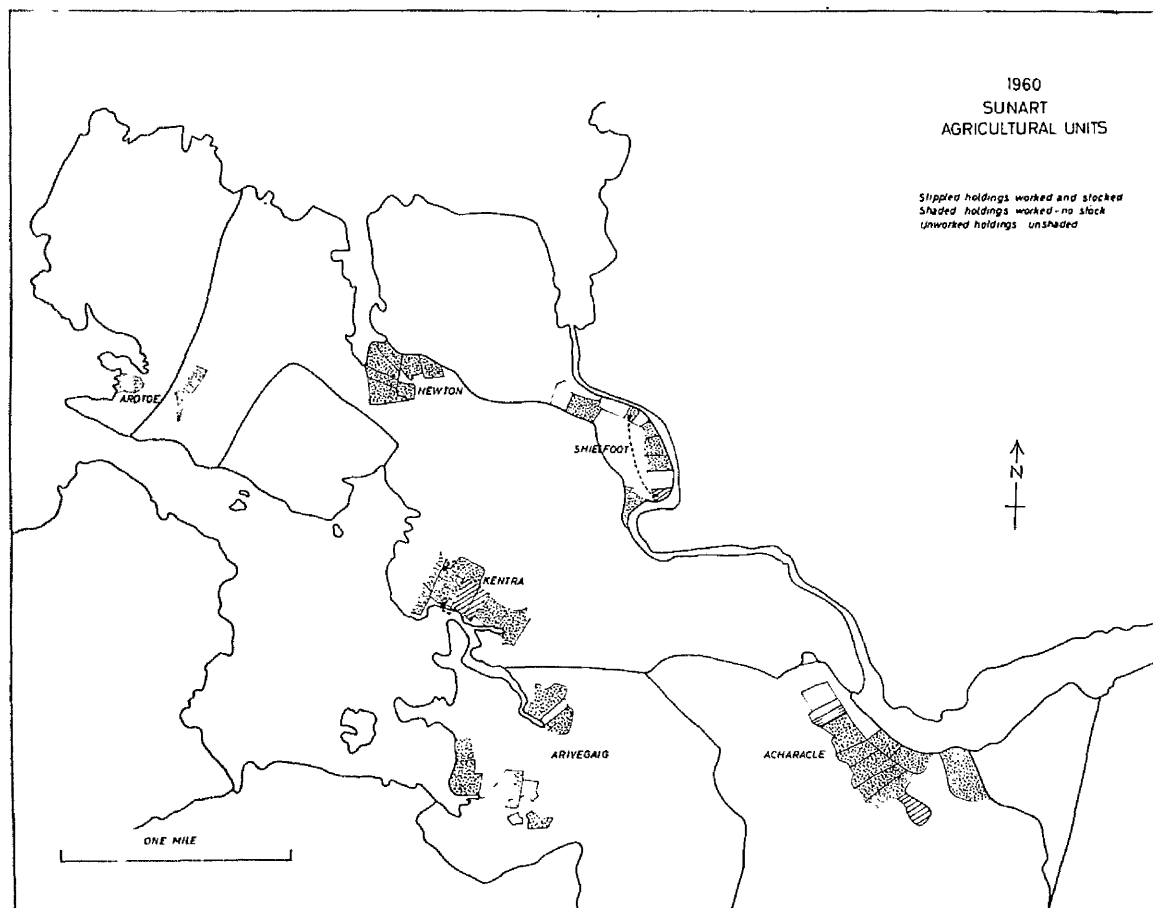 1960
SUNART
AGRICULTURAL UNITS
Stippled holdings worked and stocked
Shaded holdings worked - no stock
Unworked holdings unshaded
ARDTOE
NEWTON
SHIELFOOT
N
KENTRA
ARIVEGAIG
ACHARACLE
ONE MILE